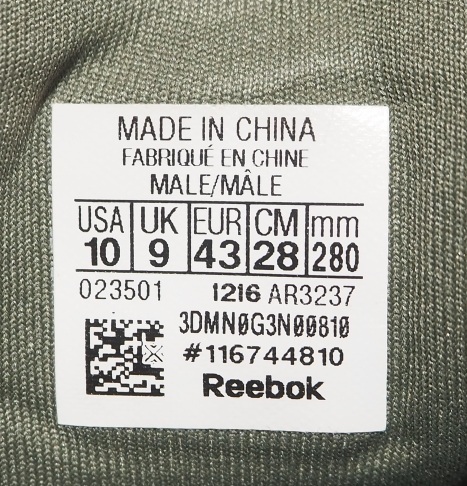 MADE IN CHINA
FABRIQUÉ EN CHINE
MALE/MÂLE
USA UK EUR CM mm
10 9 43 28 280
023501 1216 AR3237
3DMN0G3N00810
#116744810
Reebok